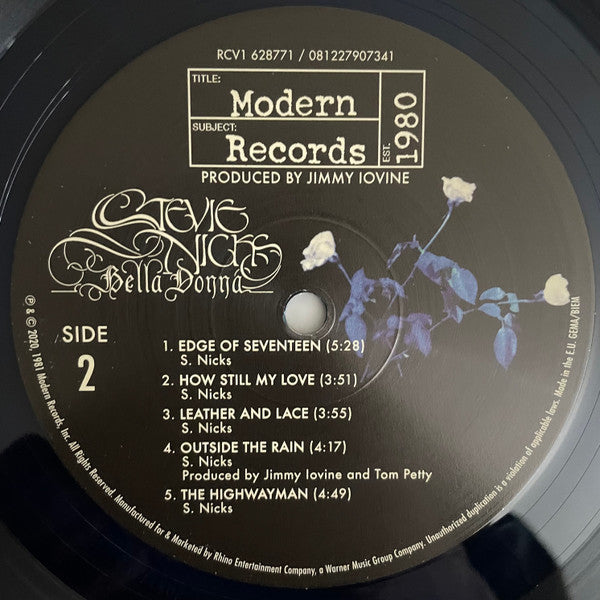 RCV1 628771 / 081227907341
TITLE:
Modern
SUBJECT:
Records
EST.
1980
PRODUCED BY JIMMY IOVINE
STEVIE
NICKS
Bella Donna
SIDE
2
1. EDGE OF SEVENTEEN (5:28)
S. Nicks
2. HOW STILL MY LOVE (3:51)
S. Nicks
3. LEATHER AND LACE (3:55)
S. Nicks
4. OUTSIDE THE RAIN (4:17)
S. Nicks
Produced by Jimmy Iovine and Tom Petty
5. THE HIGHWAYMAN (4:49)
S. Nicks
℗ & © 2020, 1981 Modern Records, Inc. All Rights Reserved. Manufactured for & Marketed by Rhino Entertainment Company, a Warner Music Group Company. Unauthorized duplication is a violation of applicable laws. Made in the E.U. GEMA/BIEM